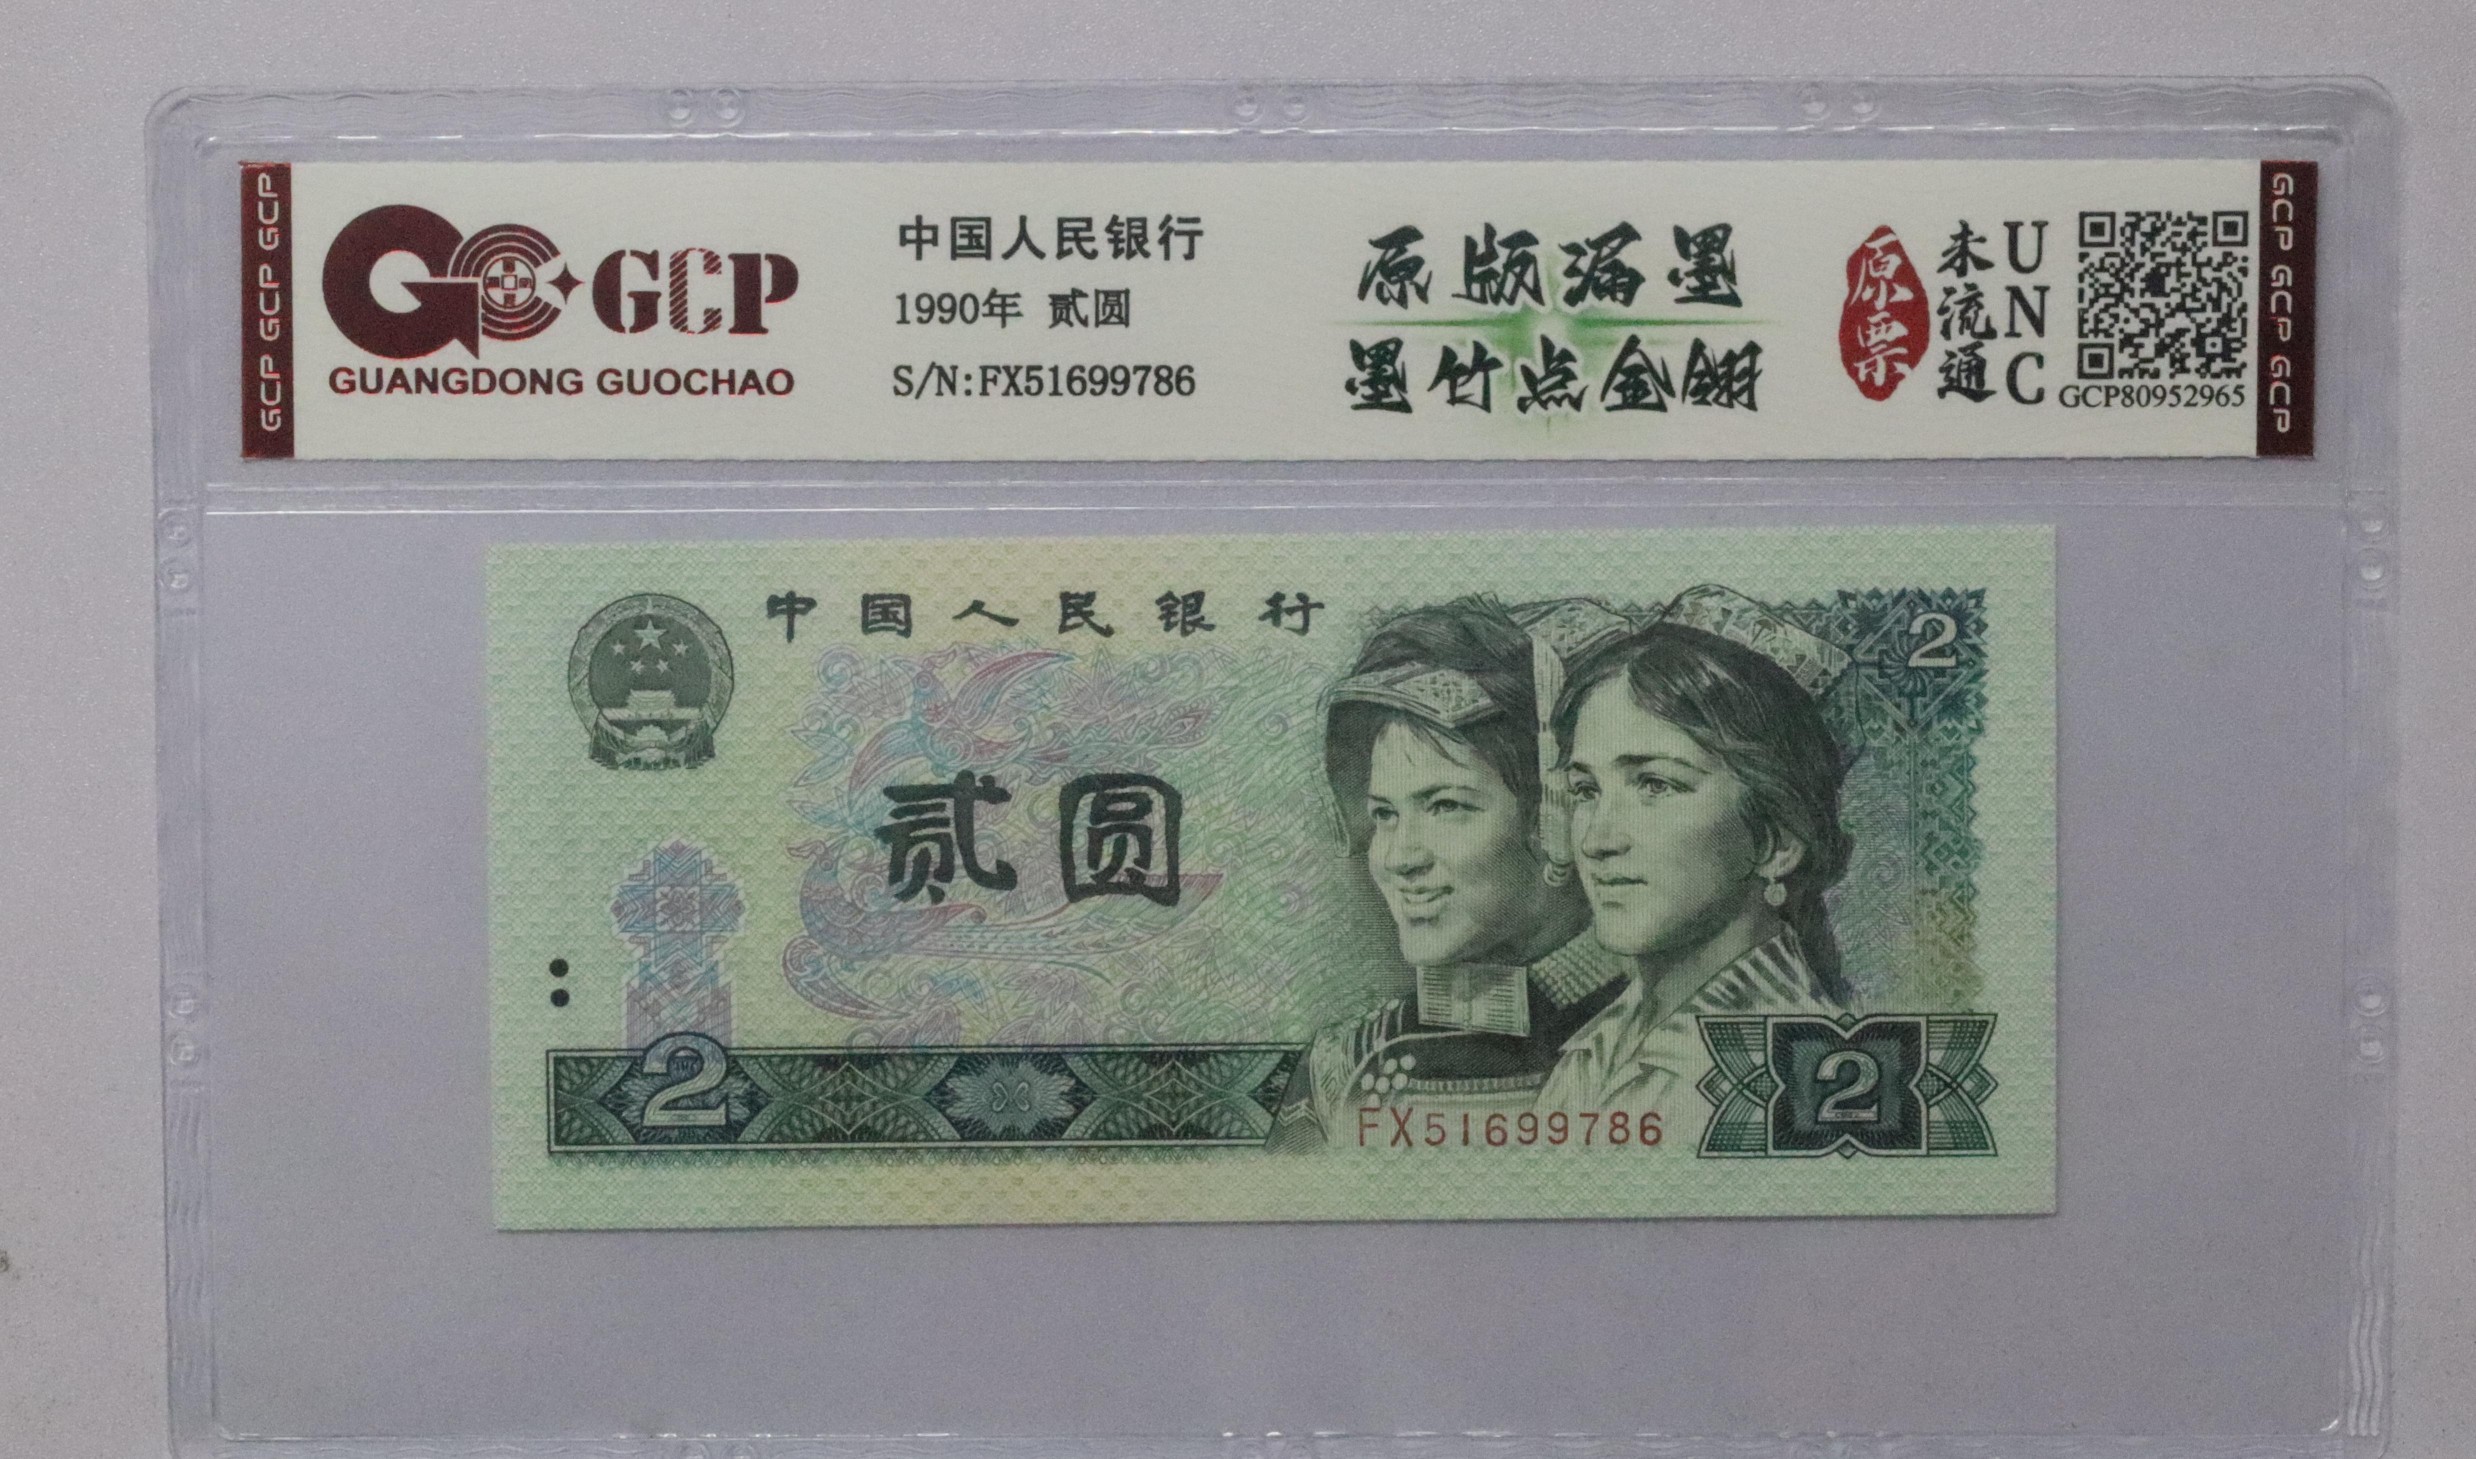 GCP GCP GCP
GCP
GUANGDONG GUOCHAO
中国人民银行
1990年 贰圆
S/N:FX51699786
原版漏墨
墨竹点金翎
原票
未流通
UNC
GCP80952965
GCP GCP GCP
中国人民银行
2
贰圆
2
FX51699786
2